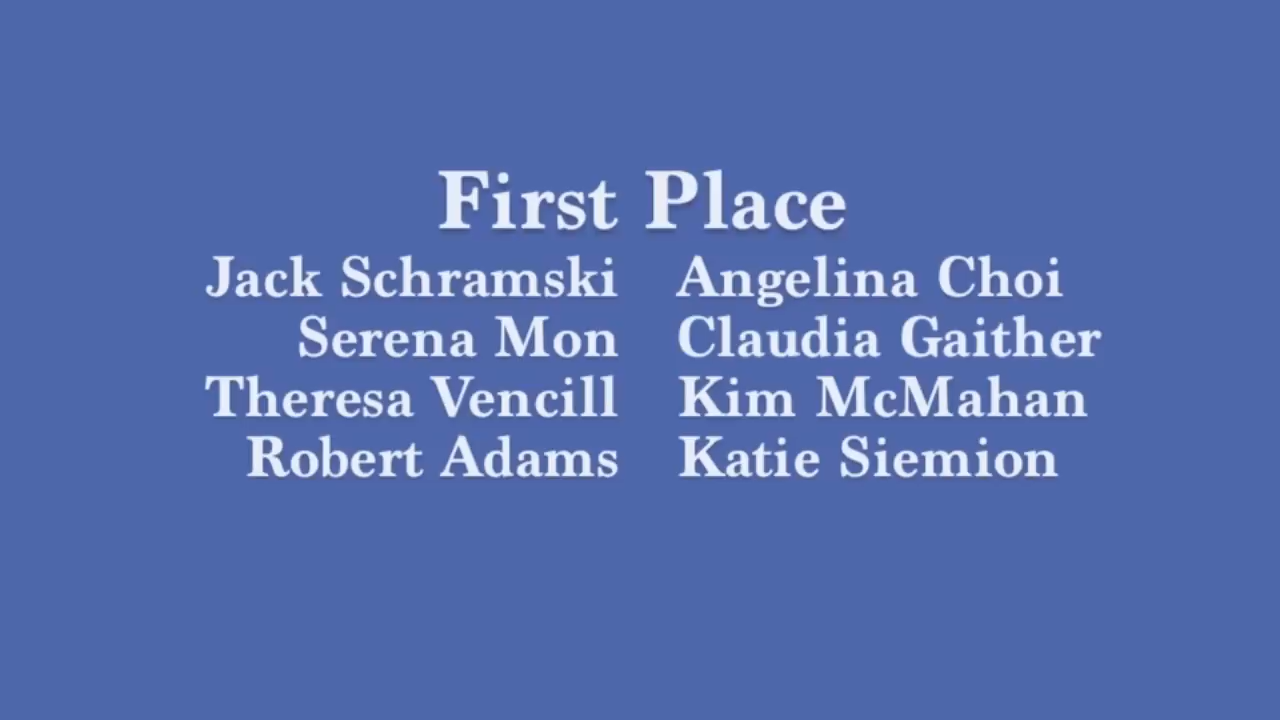 First Place
Jack Schramski Angelina Choi
Serena Mon Claudia Gaither
Theresa Vencill Kim McMahan
Robert Adams Katie Siemion